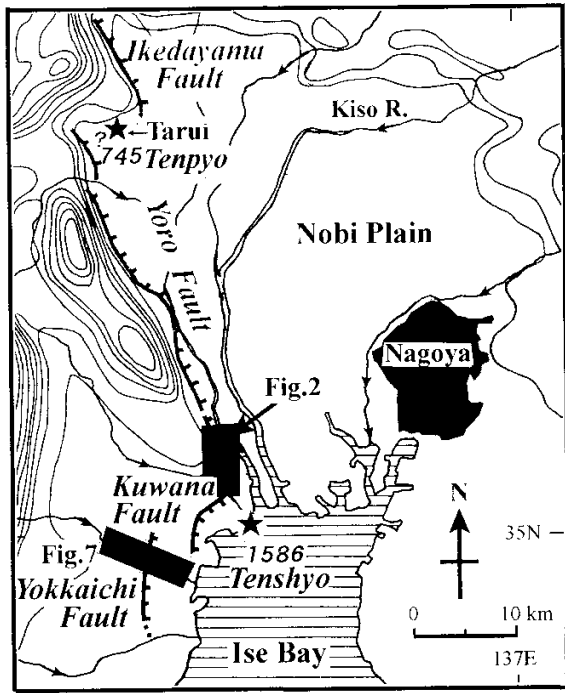 Ikedayama
Fault
Kiso R.
←Tarui
?
745 Tenpyo
Yoro Fault
Nobi Plain
Nagoya
Fig.2
Kuwana
Fault
N
35N
1586
Tenshyo
Fig.7
Yokkaichi
Fault
0 10 km
Ise Bay
137E